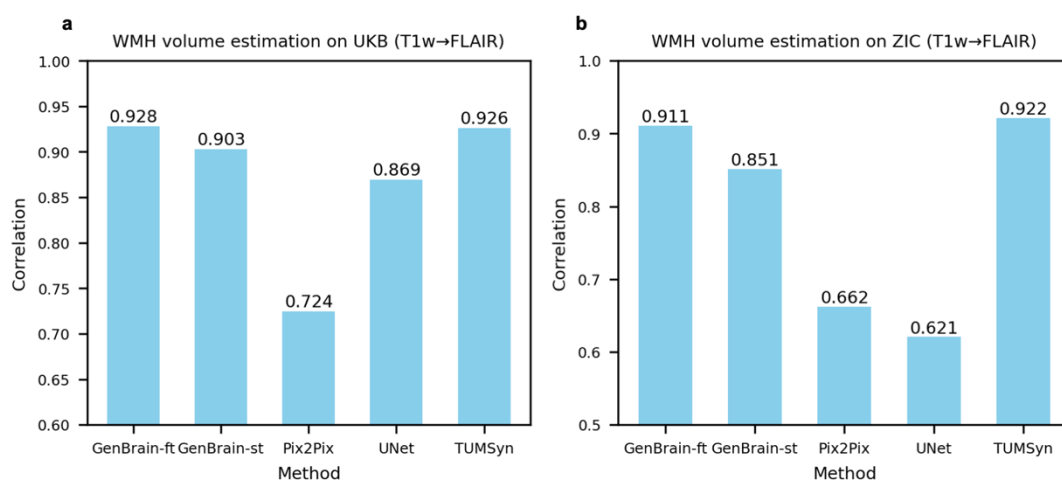 a
WMH volume estimation on UKB (T1w→FLAIR)
1.00
0.95
0.90
0.85
0.80
0.75
0.70
0.65
0.60
Correlation
0.928
0.903
0.724
0.869
0.926
GenBrain-ft GenBrain-st Pix2Pix UNet TUMSyn
Method
b
WMH volume estimation on ZIC (T1w→FLAIR)
1.0
0.9
0.8
0.7
0.6
0.5
Correlation
0.911
0.851
0.662
0.621
0.922
GenBrain-ft GenBrain-st Pix2Pix UNet TUMSyn
Method